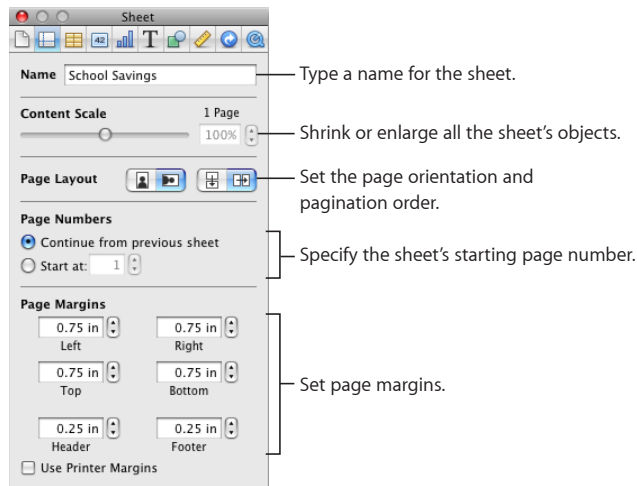 Sheet
42
T
Name School Savings
Type a name for the sheet.
Content Scale 1 Page
100%
Shrink or enlarge all the sheet’s objects.
Page Layout
Set the page orientation and
pagination order.
Page Numbers
Continue from previous sheet
Start at: 1
Specify the sheet’s starting page number.
Page Margins
0.75 in 0.75 in
Left Right
0.75 in 0.75 in
Top Bottom
Set page margins.
0.25 in 0.25 in
Header Footer
Use Printer Margins